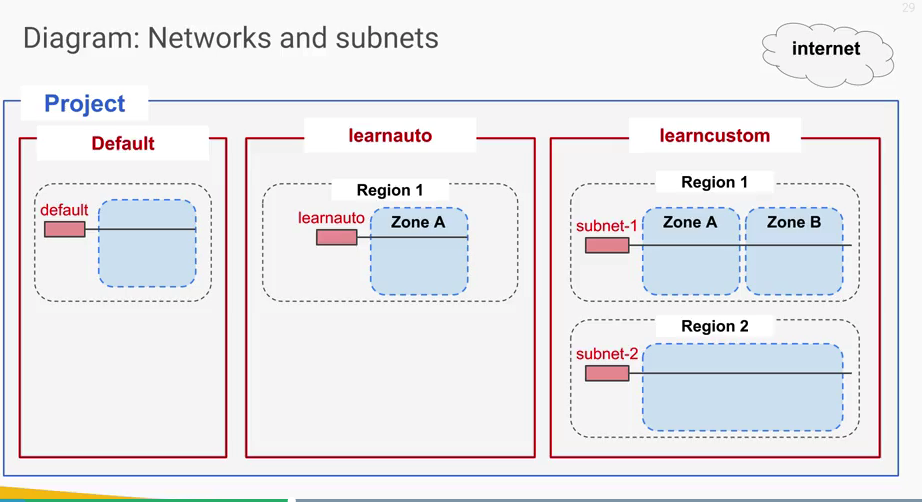 29
Diagram: Networks and subnets
internet
Project
Default
learnauto
learncustom
default
Region 1
learnauto
Zone A
Region 1
subnet-1
Zone A
Zone B
Region 2
subnet-2